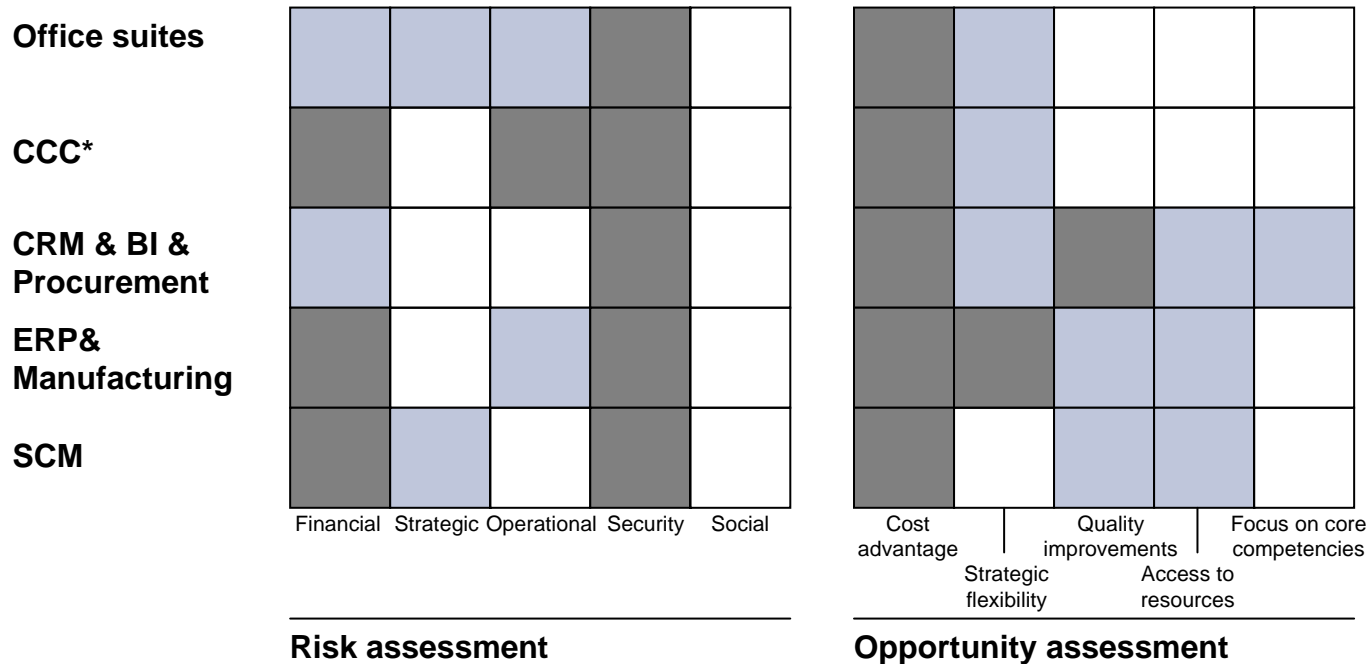 Office suites
CCC*
CRM & BI &
Procurement
ERP&
Manufacturing
SCM
Financial Strategic Operational Security Social
Cost
advantage
Strategic
flexibility
Quality
improvements
Access to
resources
Focus on core
competencies
Risk assessment
Opportunity assessment